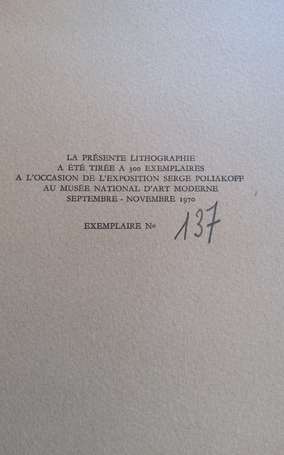 LA PRÉSENTE LITHOGRAPHIE
A ÉTÉ TIRÉE A 300 EXEMPLAIRES
A L'OCCASION DE L'EXPOSITION SERGE POLIAKOFF
AU MUSÉE NATIONAL D'ART MODERNE
SEPTEMBRE - NOVEMBRE 1970
EXEMPLAIRE Nº 137